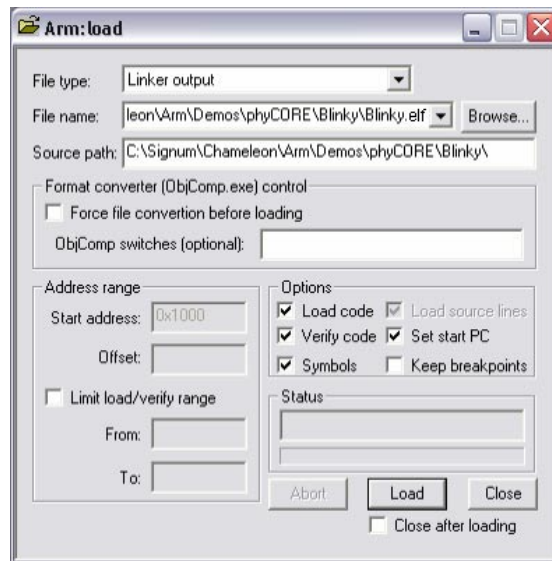 Arm:load
File type: Linker output
File name: leon\Arm\Demos\phyCORE\Blinky\Blinky.elf Browse...
Source path: C:\Signum\Chameleon\Arm\Demos\phyCORE\Blinky\
Format converter (ObjComp.exe) control
Force file convertion before loading
ObjComp switches (optional):
Address range
Start address: 0x1000
Offset:
Limit load/verify range
From:
To:
Options
Load code Load source lines
Verify code Set start PC
Symbols Keep breakpoints
Status
Abort Load Close
Close after loading